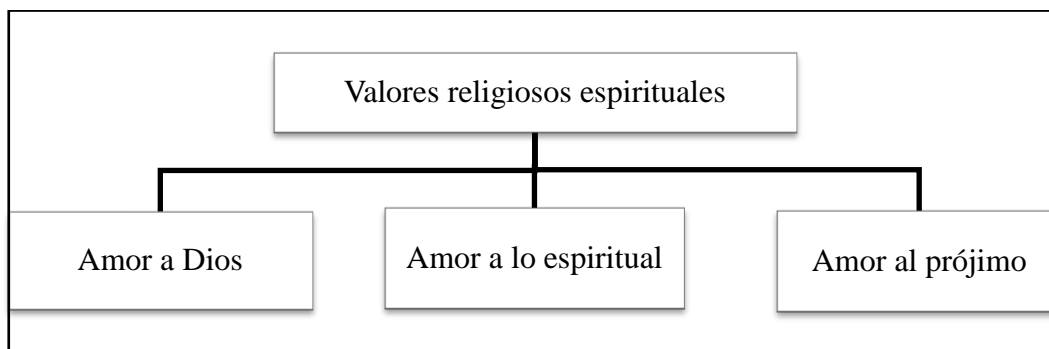 Valores religiosos espirituales
Amor a Dios
Amor a lo espiritual
Amor al prójimo